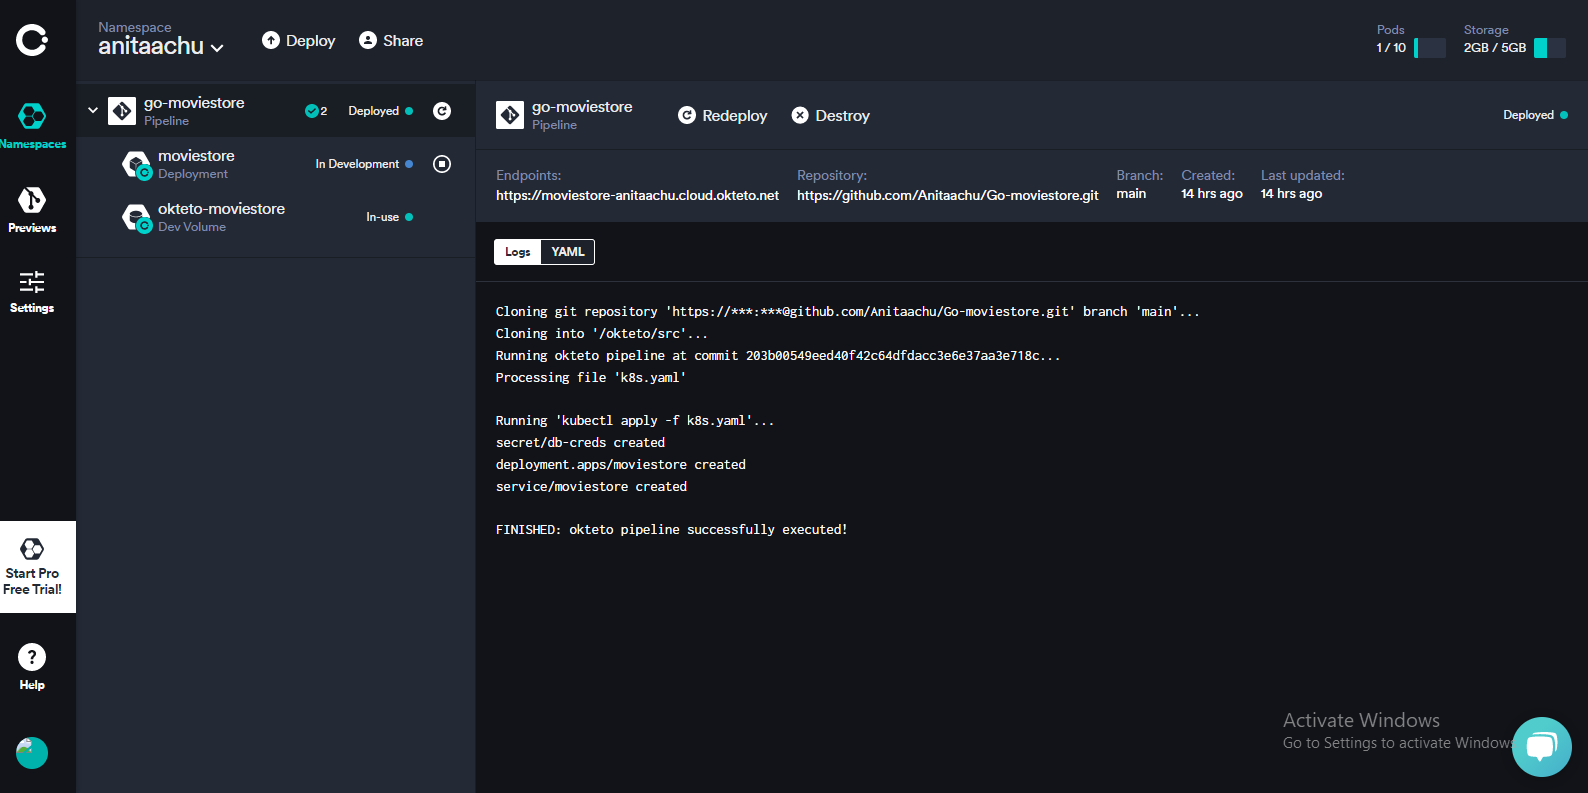 Namespace
anitaachu
Deploy
Share
Pods
1 / 10
Storage
2GB / 5GB
Namespaces
Previews
Settings
Start Pro
Free Trial!
Help
go-moviestore
Pipeline
2
Deployed
moviestore
Deployment
In Development
okteto-moviestore
Dev Volume
In-use
go-moviestore
Pipeline
Redeploy
Destroy
Deployed
Endpoints:
https://moviestore-anitaachu.cloud.okteto.net
Repository:
https://github.com/Anitaachu/Go-moviestore.git
Branch:
main
Created:
14 hrs ago
Last updated:
14 hrs ago
Logs
YAML
Cloning git repository 'https://***:***@github.com/Anitaachu/Go-moviestore.git' branch 'main'...
Cloning into '/okteto/src'...
Running okteto pipeline at commit 203b00549eed40f42c64dfdacc3e6e37aa3e718c...
Processing file 'k8s.yaml'
Running 'kubectl apply -f k8s.yaml'...
secret/db-creds created
deployment.apps/moviestore created
service/moviestore created
FINISHED: okteto pipeline successfully executed!
Activate Windows
Go to Settings to activate Windows
?